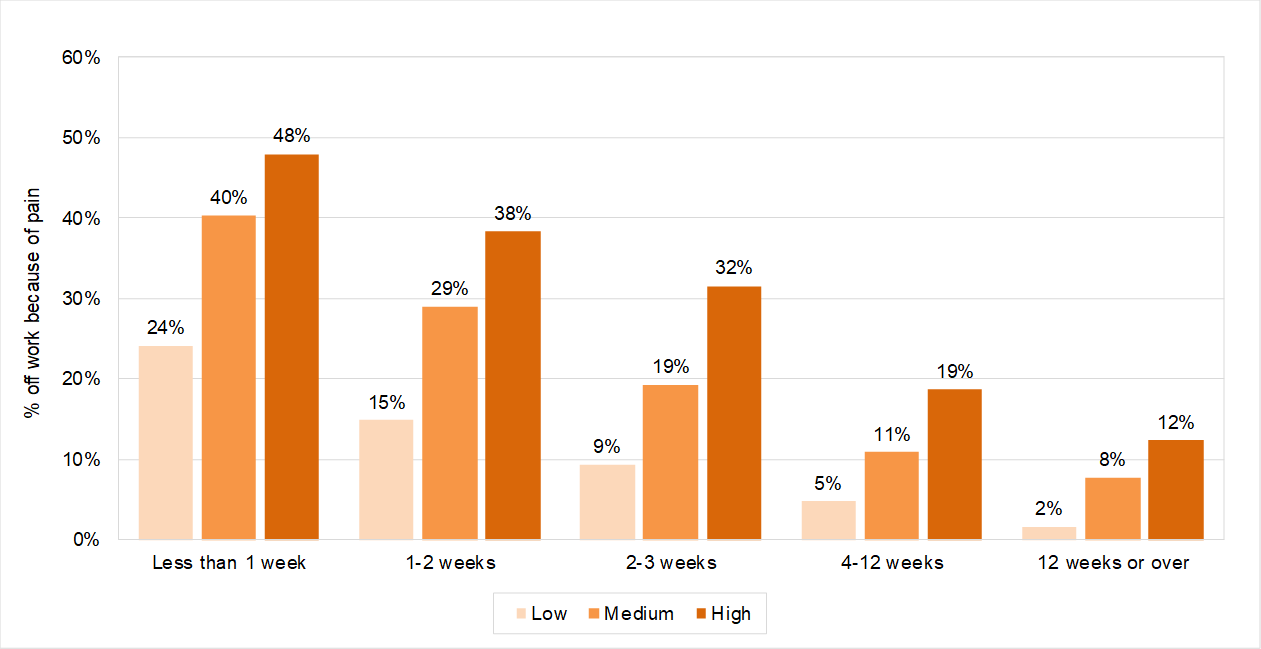 60%
50%
40%
30%
20%
10%
0%
% off work because of pain
24%
40%
48%
15%
29%
38%
9%
19%
32%
5%
11%
19%
2%
8%
12%
Less than 1 week
1-2 weeks
2-3 weeks
4-12 weeks
12 weeks or over
Low
Medium
High